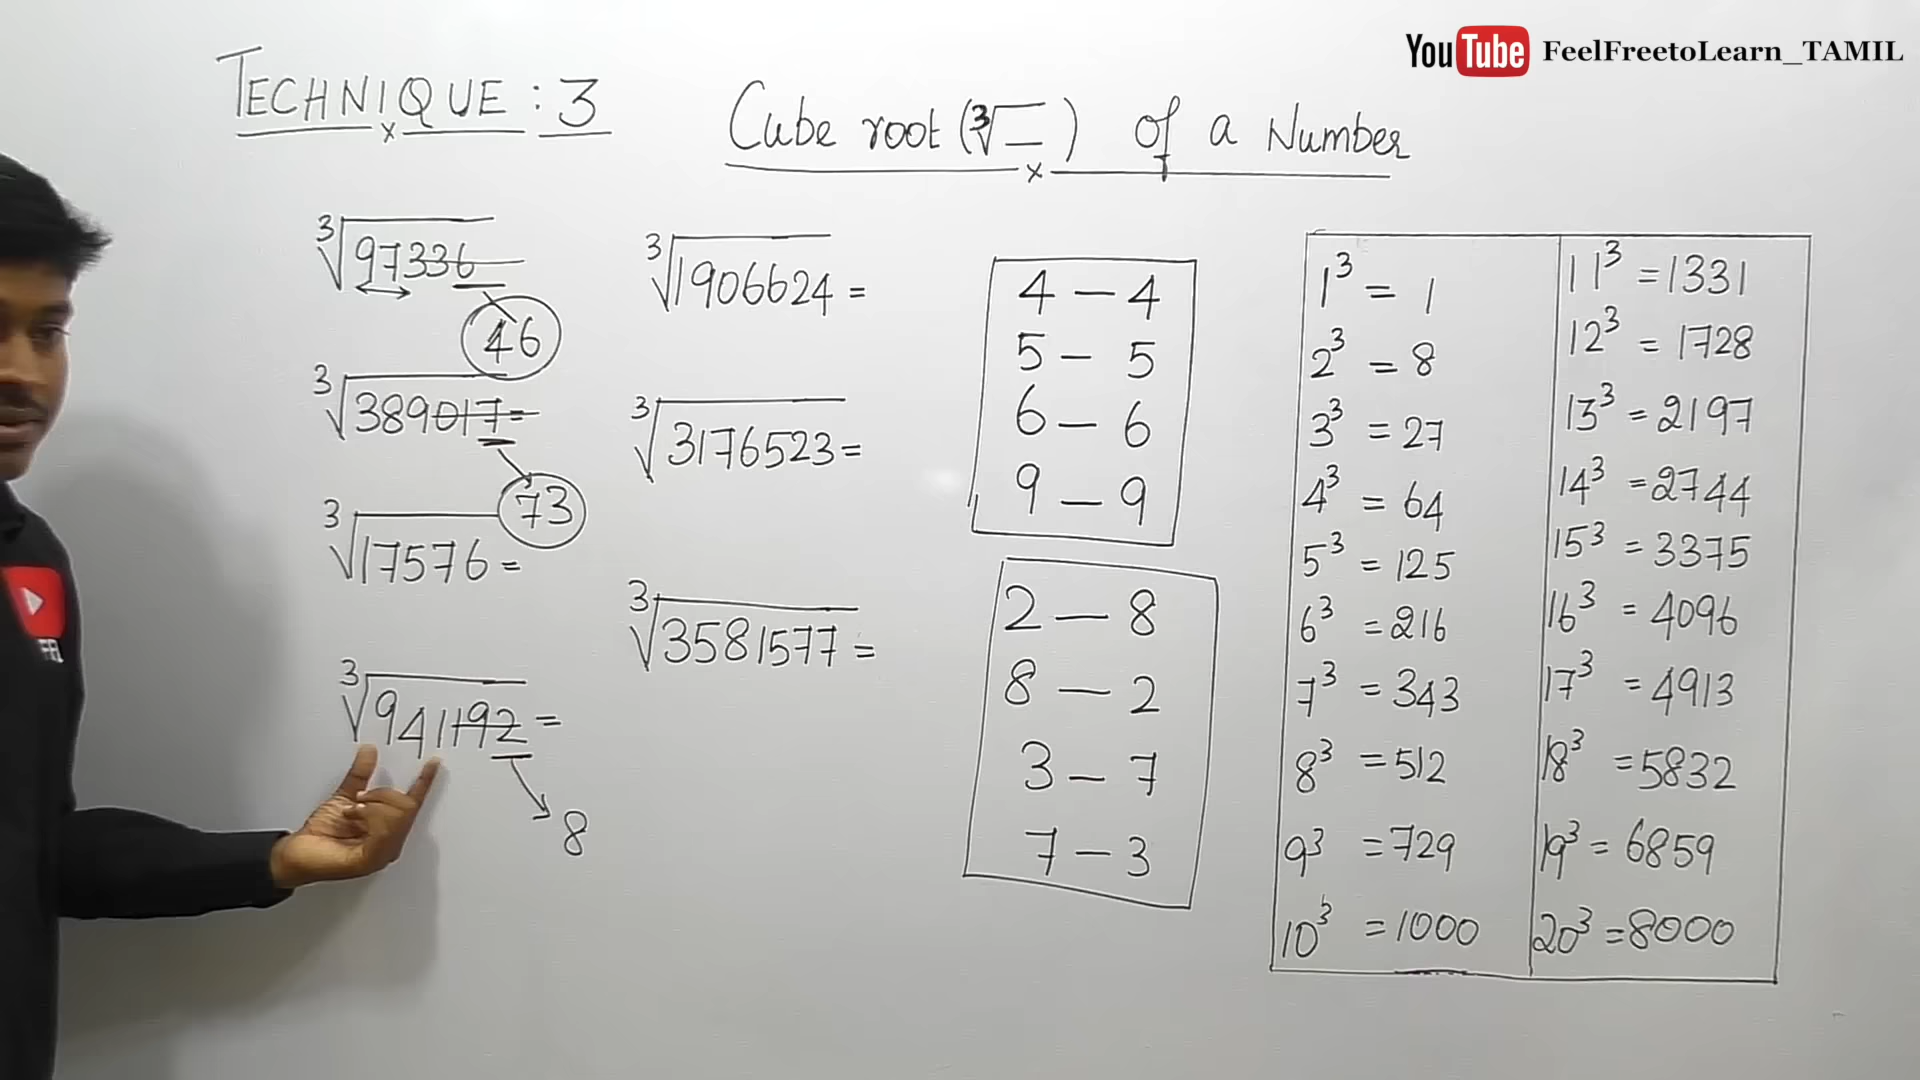 YouTube FeelFreetoLearn_TAMIL
TECHNIQUE : 3
Cube root (∛ ) of a Number
∛97336
46
∛389017 =
73
∛17576 =
∛941192 =
8
∛1906624 =
∛3176523 =
∛3581577 =
4 – 4
5 – 5
6 – 6
9 – 9
2 – 8
8 – 2
3 – 7
7 – 3
1³ = 1
2³ = 8
3³ = 27
4³ = 64
5³ = 125
6³ = 216
7³ = 343
8³ = 512
9³ = 729
10³ = 1000
11³ = 1331
12³ = 1728
13³ = 2197
14³ = 2744
15³ = 3375
16³ = 4096
17³ = 4913
18³ = 5832
19³ = 6859
20³ = 8000